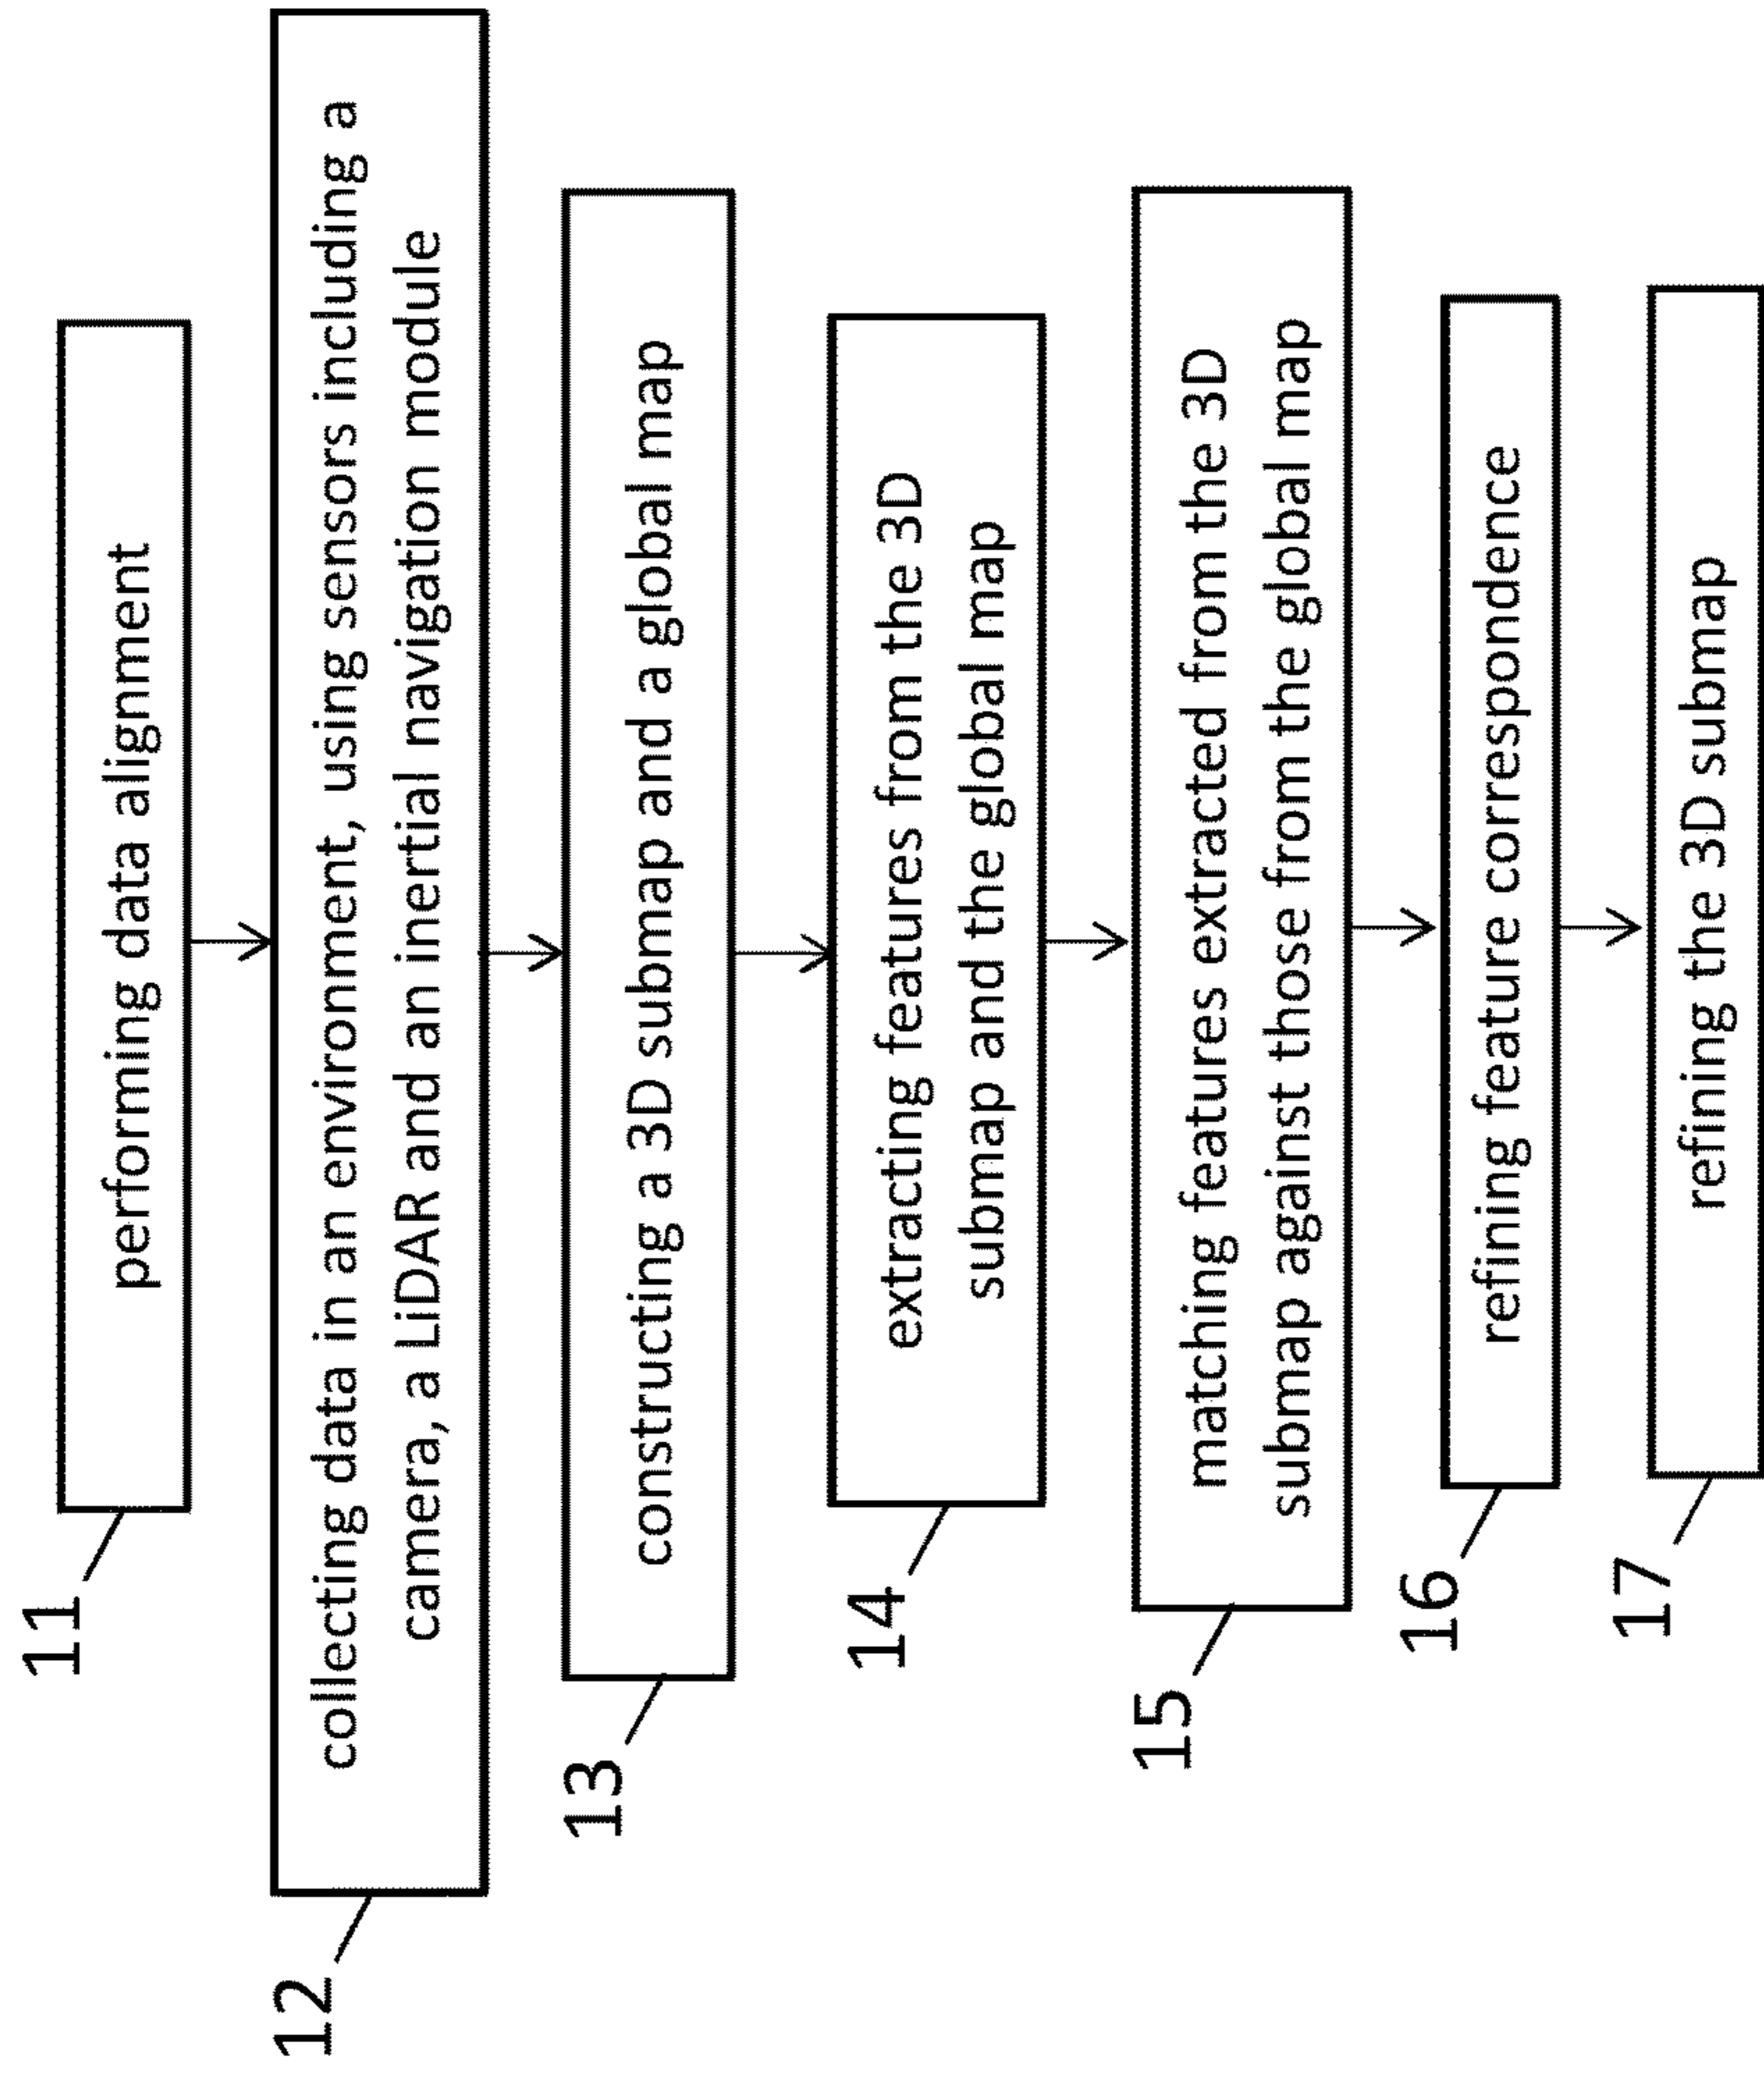 11
performing data alignment
12
collecting data in an environment, using sensors including a
camera, a LiDAR and an inertial navigation module
13
constructing a 3D submap and a global map
14
extracting features from the 3D
submap and the global map
15
matching features extracted from the 3D
submap against those from the global map
16
refining feature correspondence
17
refining the 3D submap